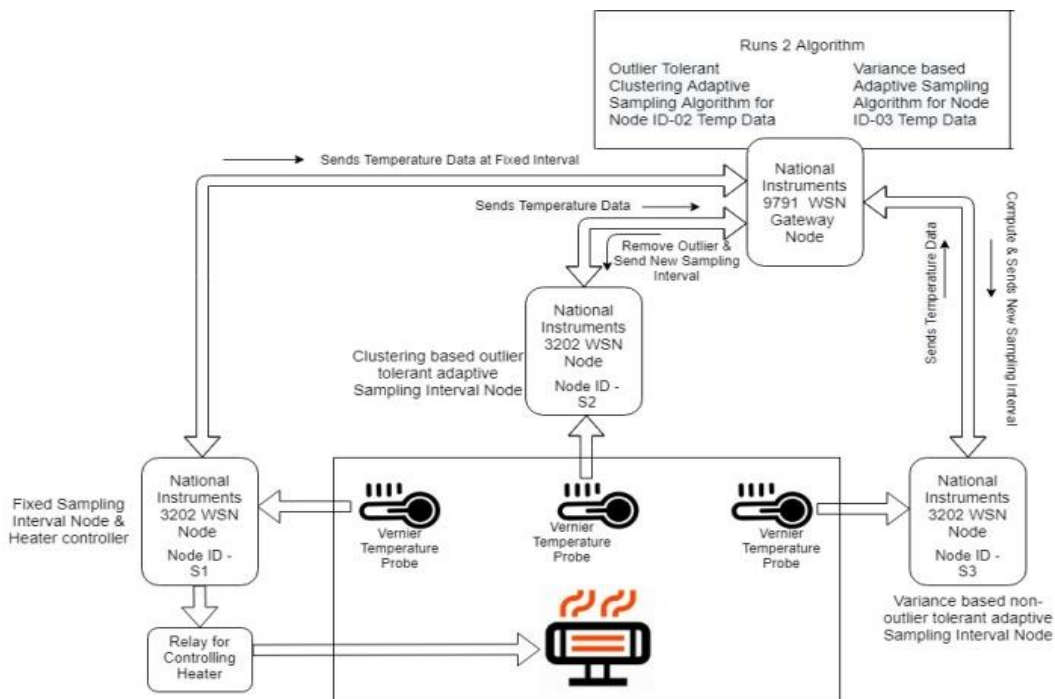 Runs 2 Algorithm
Outlier Tolerant
Clustering Adaptive
Sampling Algorithm for
Node ID-02 Temp Data
Variance based
Adaptive Sampling
Algorithm for Node
ID-03 Temp Data
Sends Temperature Data at Fixed Interval
National
Instruments
9791 WSN
Gateway
Node
Sends Temperature Data
Remove Outlier &
Send New Sampling
Interval
Sends Temperature Data
Compute & Sends New Sampling Interval
National
Instruments
3202 WSN
Node
Node ID -
S2
Clustering based outlier
tolerant adaptive
Sampling Interval Node
Fixed Sampling
Interval Node &
Heater controller
National
Instruments
3202 WSN
Node
Node ID -
S1
Vernier
Temperature
Probe
Vernier
Temperature
Probe
Vernier
Temperature
Probe
National
Instruments
3202 WSN
Node
Node ID -
S3
Variance based non-
outlier tolerant adaptive
Sampling Interval Node
Relay for
Controlling
Heater